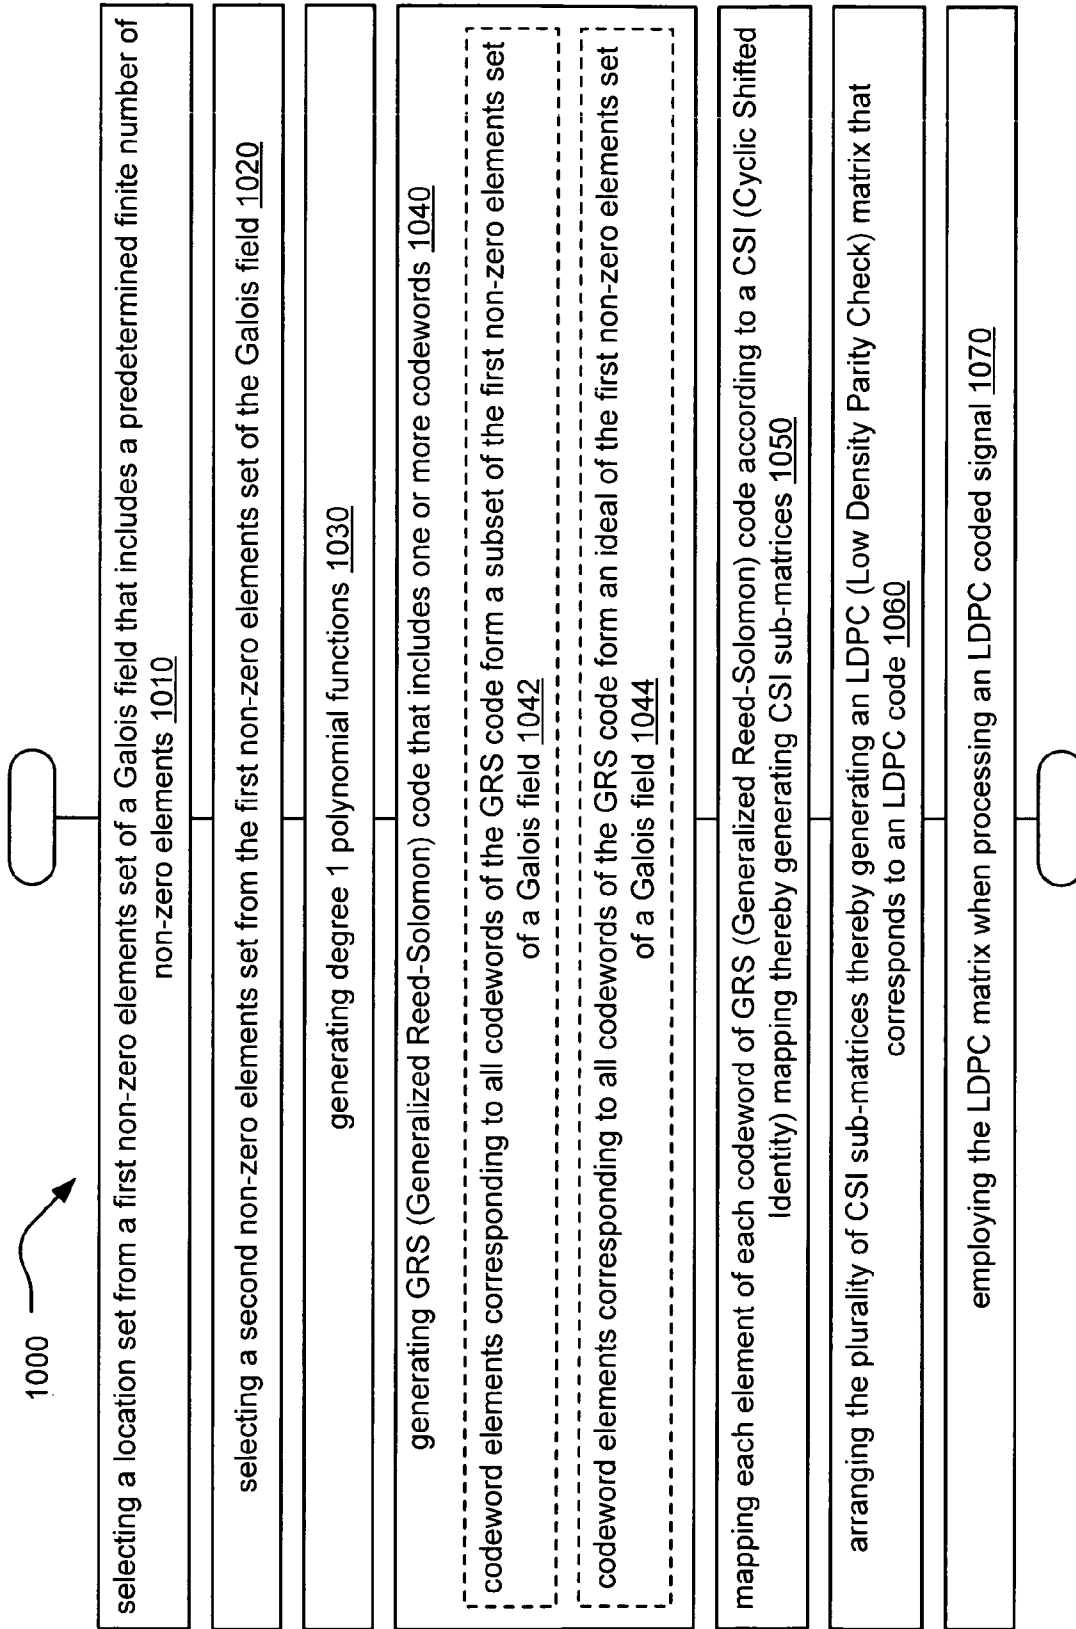 1000
selecting a location set from a first non-zero elements set of a Galois field that includes a predetermined finite number of
non-zero elements 1010
selecting a second non-zero elements set from the first non-zero elements set of the Galois field 1020
generating degree 1 polynomial functions 1030
generating GRS (Generalized Reed-Solomon) code that includes one or more codewords 1040
codeword elements corresponding to all codewords of the GRS code form a subset of the first non-zero elements set
of a Galois field 1042
codeword elements corresponding to all codewords of the GRS code form an ideal of the first non-zero elements set
of a Galois field 1044
mapping each element of each codeword of GRS (Generalized Reed-Solomon) code according to a CSI (Cyclic Shifted
Identity) mapping thereby generating CSI sub-matrices 1050
arranging the plurality of CSI sub-matrices thereby generating an LDPC (Low Density Parity Check) matrix that
corresponds to an LDPC code 1060
employing the LDPC matrix when processing an LDPC coded signal 1070